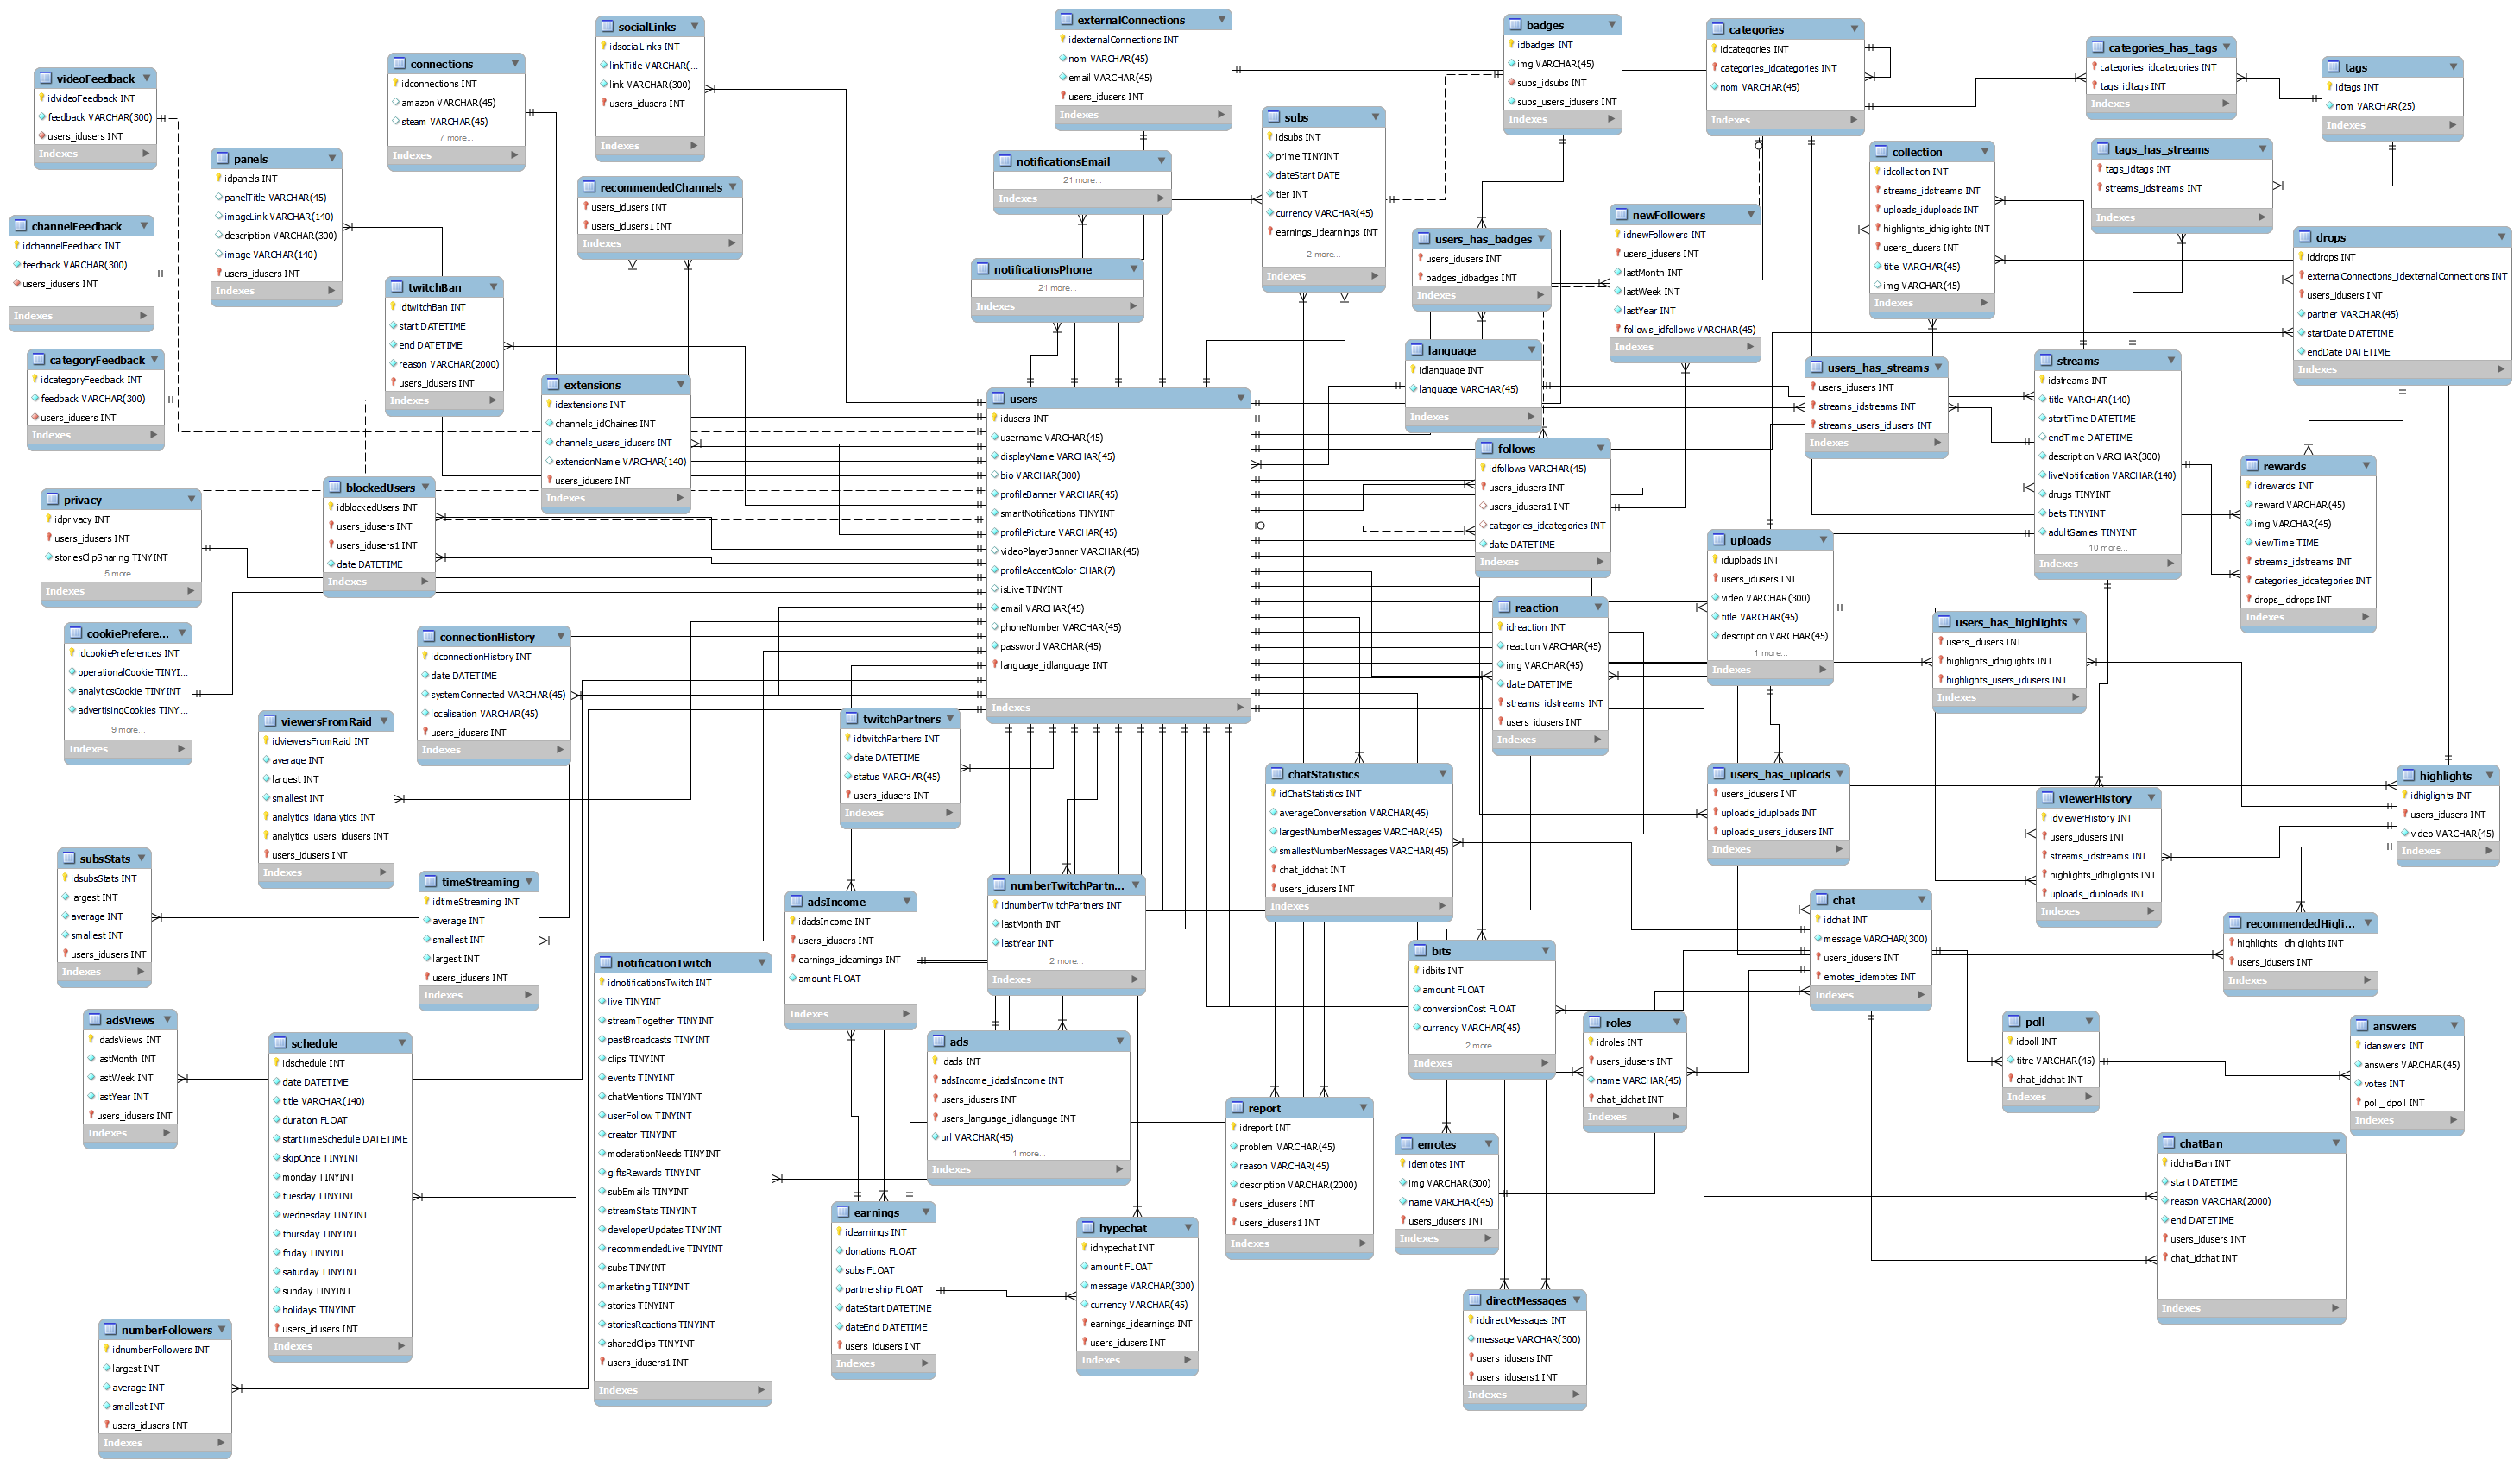 videoFeedback
idvideoFeedback INT
feedback VARCHAR(300)
users_idusers INT
Indexes
channelFeedback
idchannelFeedback INT
feedback VARCHAR(300)
users_idusers INT
Indexes
categoryFeedback
idcategoryFeedback INT
feedback VARCHAR(300)
users_idusers INT
Indexes
panels
idpanels INT
panelTitle VARCHAR(45)
imageLink VARCHAR(140)
description VARCHAR(300)
image VARCHAR(140)
users_idusers INT
Indexes
connections
idconnections INT
amazon VARCHAR(45)
steam VARCHAR(45)
7 more...
Indexes
socialLinks
idsocialLinks INT
linkTitle VARCHAR(...
link VARCHAR(300)
users_idusers INT
Indexes
recommendedChannels
users_idusers INT
users_idusers1 INT
Indexes
twitchBan
idtwitchBan INT
start DATETIME
end DATETIME
reason VARCHAR(2000)
users_idusers INT
Indexes
extensions
idextensions INT
channels_idChaines INT
channels_users_idusers INT
extensionName VARCHAR(140)
users_idusers INT
Indexes
externalConnections
idexternalConnections INT
nom VARCHAR(45)
email VARCHAR(45)
users_idusers INT
Indexes
notificationsEmail
21 more...
Indexes
notificationsPhone
21 more...
Indexes
subs
idsubs INT
prime TINYINT
dateStart DATE
tier INT
currency VARCHAR(45)
earnings_idearnings INT
2 more...
Indexes
badges
idbadges INT
img VARCHAR(45)
subs_idsubs INT
subs_users_idusers INT
Indexes
categories
idcategories INT
categories_idcategories INT
nom VARCHAR(45)
Indexes
categories_has_tags
categories_idcategories INT
tags_idtags INT
Indexes
tags
idtags INT
nom VARCHAR(25)
Indexes
tags_has_streams
tags_idtags INT
streams_idstreams INT
Indexes
collection
idcollection INT
streams_idstreams INT
uploads_iduploads INT
highlights_idhiglights INT
users_idusers INT
title VARCHAR(45)
img VARCHAR(45)
Indexes
newFollowers
idnewFollowers INT
users_idusers INT
lastMonth INT
lastWeek INT
lastYear INT
follows_idfollows VARCHAR(45)
Indexes
users_has_badges
users_idusers INT
badges_idbadges INT
Indexes
language
idlanguage INT
language VARCHAR(45)
Indexes
drops
iddrops INT
externalConnections_idexternalConnections INT
users_idusers INT
partner VARCHAR(45)
startDate DATETIME
endDate DATETIME
Indexes
users_has_streams
users_idusers INT
streams_idstreams INT
streams_users_idusers INT
Indexes
streams
idstreams INT
title VARCHAR(140)
startTime DATETIME
endTime DATETIME
description VARCHAR(300)
liveNotification VARCHAR(140)
drugs TINYINT
bets TINYINT
adultGames TINYINT
10 more...
Indexes
users
idusers INT
username VARCHAR(45)
displayName VARCHAR(45)
bio VARCHAR(300)
profileBanner VARCHAR(45)
smartNotifications TINYINT
profilePicture VARCHAR(45)
videoPlayerBanner VARCHAR(45)
profileAccentColor CHAR(7)
isLive TINYINT
email VARCHAR(45)
phoneNumber VARCHAR(45)
password VARCHAR(45)
language_idlanguage INT
Indexes
follows
idfollows VARCHAR(45)
users_idusers INT
users_idusers1 INT
categories_idcategories INT
date DATETIME
Indexes
rewards
idrewards INT
reward VARCHAR(45)
img VARCHAR(45)
viewTime TIME
streams_idstreams INT
categories_idcategories INT
drops_iddrops INT
Indexes
privacy
idprivacy INT
users_idusers INT
storiesClipSharing TINYINT
5 more...
Indexes
blockedUsers
idblockedUsers INT
users_idusers INT
users_idusers1 INT
date DATETIME
Indexes
cookiePrefere...
idcookiePreferences INT
operationalCookie TINYI...
analyticsCookie TINYINT
advertisingCookies TINY...
9 more...
Indexes
connectionHistory
idconnectionHistory INT
date DATETIME
systemConnected VARCHAR(45)
localisation VARCHAR(45)
users_idusers INT
Indexes
uploads
iduploads INT
users_idusers INT
video VARCHAR(300)
title VARCHAR(45)
description VARCHAR(45)
1 more...
Indexes
reaction
idreaction INT
reaction VARCHAR(45)
img VARCHAR(45)
date DATETIME
streams_idstreams INT
users_idusers INT
Indexes
users_has_highlights
users_idusers INT
highlights_idhiglights INT
highlights_users_idusers INT
Indexes
viewersFromRaid
idviewersFromRaid INT
average INT
largest INT
smallest INT
analytics_idanalytics INT
analytics_users_idusers INT
users_idusers INT
Indexes
twitchPartners
idtwitchPartners INT
date DATETIME
status VARCHAR(45)
users_idusers INT
Indexes
chatStatistics
idChatStatistics INT
averageConversation VARCHAR(45)
largestNumberMessages VARCHAR(45)
smallestNumberMessages VARCHAR(45)
chat_idchat INT
users_idusers INT
Indexes
users_has_uploads
users_idusers INT
uploads_iduploads INT
uploads_users_idusers INT
Indexes
viewerHistory
idviewerHistory INT
users_idusers INT
streams_idstreams INT
highlights_idhiglights INT
uploads_iduploads INT
Indexes
highlights
idhiglights INT
users_idusers INT
video VARCHAR(45)
Indexes
subsStats
idsubsStats INT
largest INT
average INT
smallest INT
users_idusers INT
Indexes
timeStreaming
idtimeStreaming INT
average INT
smallest INT
largest INT
users_idusers INT
Indexes
adsIncome
idadsIncome INT
users_idusers INT
earnings_idearnings INT
amount FLOAT
Indexes
numberTwitchPartn...
idnumberTwitchPartners INT
lastMonth INT
lastYear INT
2 more...
Indexes
chat
idchat INT
message VARCHAR(300)
users_idusers INT
emotes_idemotes INT
Indexes
recommendedHigli...
highlights_idhiglights INT
users_idusers INT
Indexes
notificationTwitch
idnotificationsTwitch INT
live TINYINT
streamTogether TINYINT
pastBroadcasts TINYINT
clips TINYINT
events TINYINT
chatMentions TINYINT
userFollow TINYINT
creator TINYINT
moderationNeeds TINYINT
giftsRewards TINYINT
subEmails TINYINT
streamStats TINYINT
developerUpdates TINYINT
recommendedLive TINYINT
subs TINYINT
marketing TINYINT
stories TINYINT
storiesReactions TINYINT
sharedClips TINYINT
users_idusers1 INT
Indexes
bits
idbits INT
amount FLOAT
conversionCost FLOAT
currency VARCHAR(45)
2 more...
Indexes
adsViews
idadsViews INT
lastMonth INT
lastWeek INT
lastYear INT
users_idusers INT
Indexes
schedule
idschedule INT
date DATETIME
title VARCHAR(140)
duration FLOAT
startTimeSchedule DATETIME
skipOnce TINYINT
monday TINYINT
tuesday TINYINT
wednesday TINYINT
thursday TINYINT
friday TINYINT
saturday TINYINT
sunday TINYINT
holidays TINYINT
users_idusers INT
Indexes
ads
idads INT
adsIncome_idadsIncome INT
users_idusers INT
users_language_idlanguage INT
url VARCHAR(45)
1 more...
Indexes
roles
idroles INT
users_idusers INT
name VARCHAR(45)
chat_idchat INT
Indexes
poll
idpoll INT
titre VARCHAR(45)
chat_idchat INT
Indexes
answers
idanswers INT
answers VARCHAR(45)
votes INT
poll_idpoll INT
Indexes
report
idreport INT
problem VARCHAR(45)
reason VARCHAR(45)
description VARCHAR(2000)
users_idusers INT
users_idusers1 INT
Indexes
emotes
idemotes INT
img VARCHAR(300)
name VARCHAR(45)
users_idusers INT
Indexes
chatBan
idchatBan INT
start DATETIME
reason VARCHAR(2000)
end DATETIME
users_idusers INT
chat_idchat INT
Indexes
earnings
idearnings INT
donations FLOAT
subs FLOAT
partnership FLOAT
dateStart DATETIME
dateEnd DATETIME
users_idusers INT
Indexes
hypechat
idhypechat INT
amount FLOAT
message VARCHAR(300)
currency VARCHAR(45)
earnings_idearnings INT
users_idusers INT
Indexes
directMessages
iddirectMessages INT
message VARCHAR(300)
users_idusers INT
users_idusers1 INT
Indexes
numberFollowers
idnumberFollowers INT
largest INT
average INT
smallest INT
users_idusers INT
Indexes